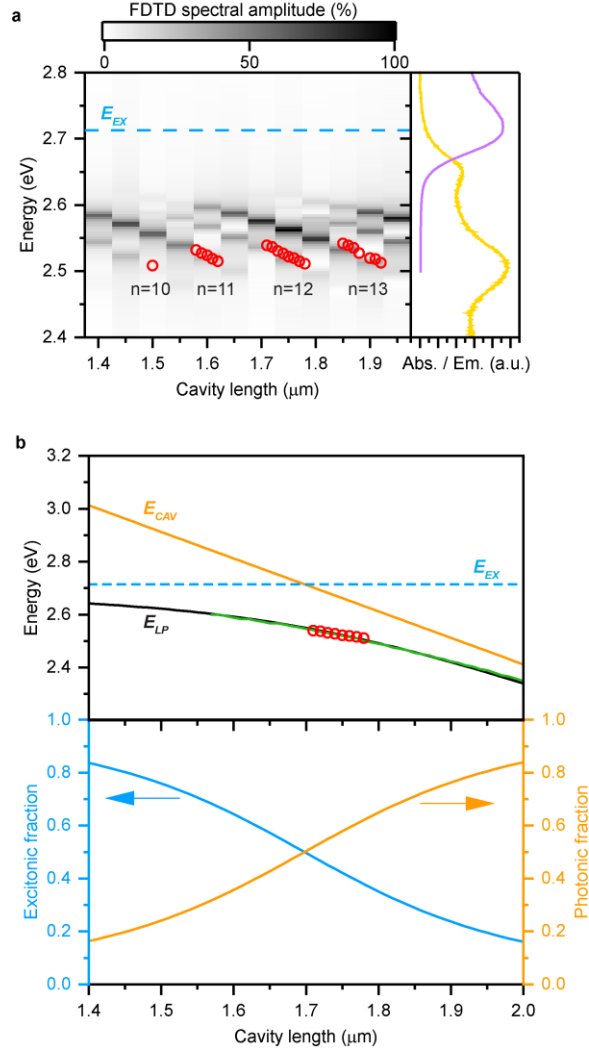 a
FDTD spectral amplitude (%)
0 50 100
2.8
2.7
2.6
2.5
2.4
Energy (eV)
E_EX
n=10 n=11 n=12 n=13
1.4 1.5 1.6 1.7 1.8 1.9
Cavity length (μm)
Abs. / Em. (a.u.)
b
3.2
3.0
2.8
2.6
2.4
Energy (eV)
E_CAV
E_EX
E_LP
1.0
0.8
0.6
0.4
0.2
0.0
Excitonic fraction
1.0
0.8
0.6
0.4
0.2
0.0
Photonic fraction
1.4 1.5 1.6 1.7 1.8 1.9 2.0
Cavity length (μm)